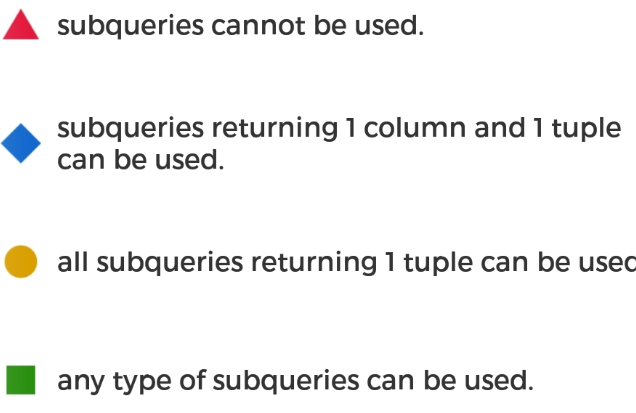 subqueries cannot be used.
subqueries returning 1 column and 1 tuple
can be used.
all subqueries returning 1 tuple can be used
any type of subqueries can be used.